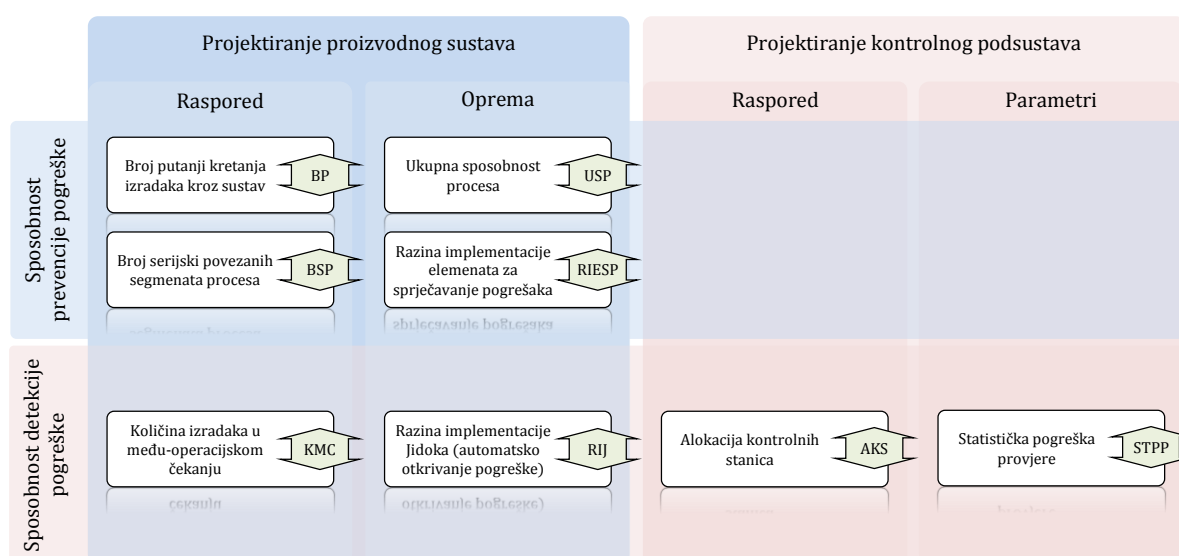 Projektiranje proizvodnog sustava
Projektiranje kontrolnog podsustava
Raspored
Oprema
Raspored
Parametri
Sposobnost
prevencije pogreške
Broj putanji kretanja
izradaka kroz sustav
BP
Ukupna sposobnost
procesa
USP
Broj serijski povezanih
segmenata procesa
BSP
Razina implementacije
elemenata za
sprječavanje pogrešaka
RIESP
Sposobnost detekcije
pogreške
Količina izradaka u
među-operacijskom
čekanju
KMC
Razina implementacije
Jidoka (automatsko
otkrivanje pogreške)
RIJ
Alokacija kontrolnih
stanica
AKS
Statistička pogreška
provjere
STPP